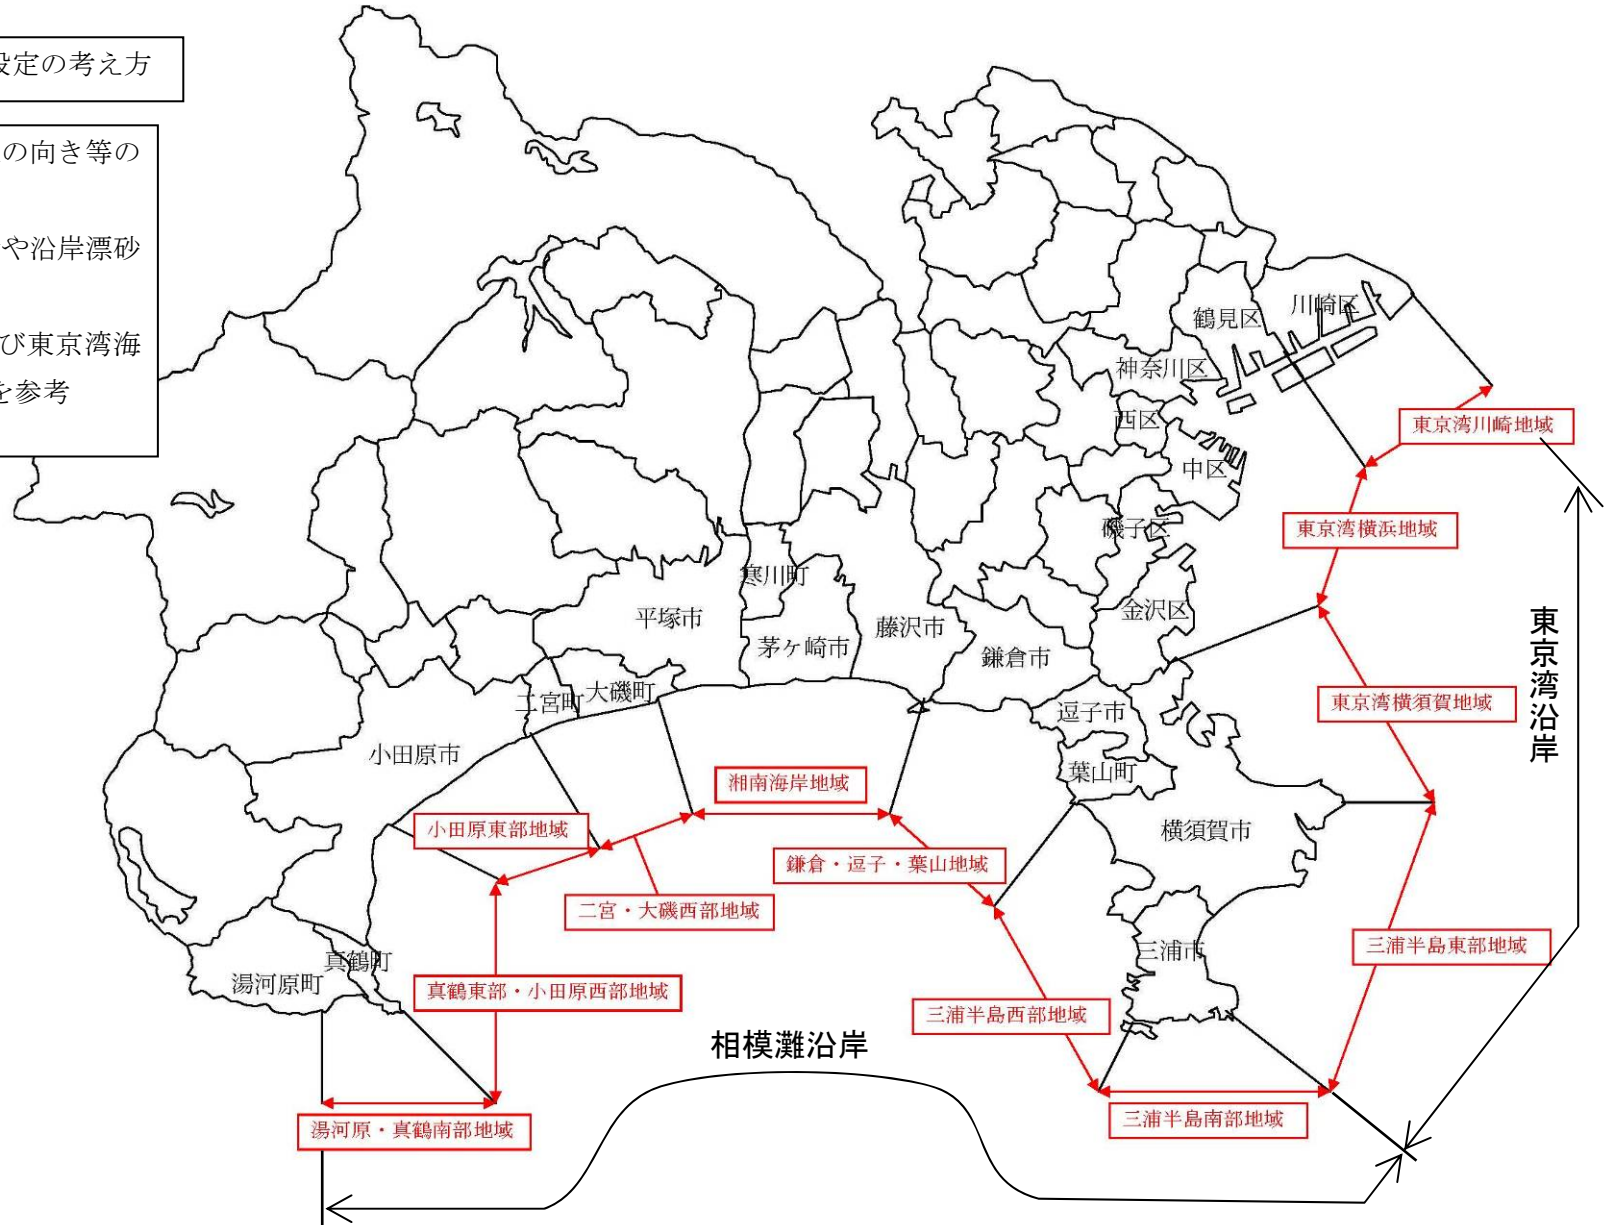 設定の考え方
の向き等の
や沿岸漂砂
び東京湾海
を参考
川崎区
鶴見区
神奈川区
西区
中区
磯子区
金沢区
寒川町
平塚市
茅ヶ崎市
藤沢市
鎌倉市
逗子市
葉山町
二宮町
大磯町
小田原市
横須賀市
三浦市
真鶴町
湯河原町
東京湾川崎地域
東京湾横浜地域
東京湾横須賀地域
三浦半島東部地域
三浦半島南部地域
三浦半島西部地域
鎌倉・逗子・葉山地域
湘南海岸地域
二宮・大磯西部地域
小田原東部地域
真鶴東部・小田原西部地域
湯河原・真鶴南部地域
相模灘沿岸
東京湾沿岸